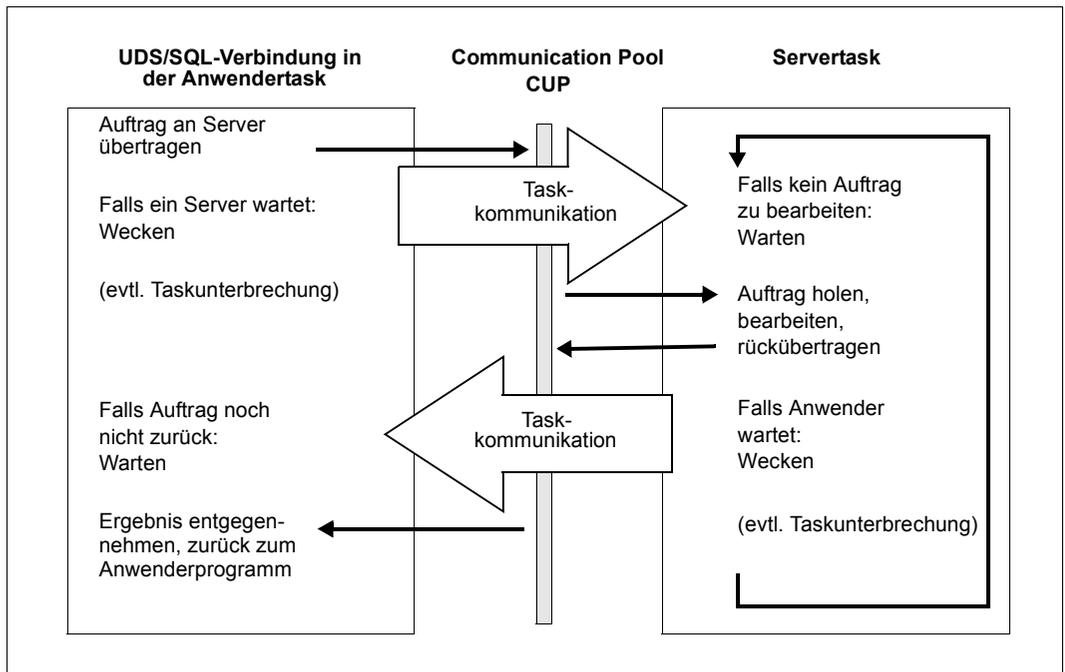 UDS/SQL-Verbindung in
der Anwendertask
Communication Pool
CUP
Servertask
Auftrag an Server
übertragen
Falls ein Server wartet:
Wecken
(evtl. Taskunterbrechung)
Falls Auftrag noch
nicht zurück:
Warten
Ergebnis entgegen-
nehmen, zurück zum
Anwenderprogramm
Task-
kommunikation
Task-
kommunikation
Falls kein Auftrag
zu bearbeiten:
Warten
Auftrag holen,
bearbeiten,
rückübertragen
Falls Anwender
wartet:
Wecken
(evtl. Taskunterbrechung)